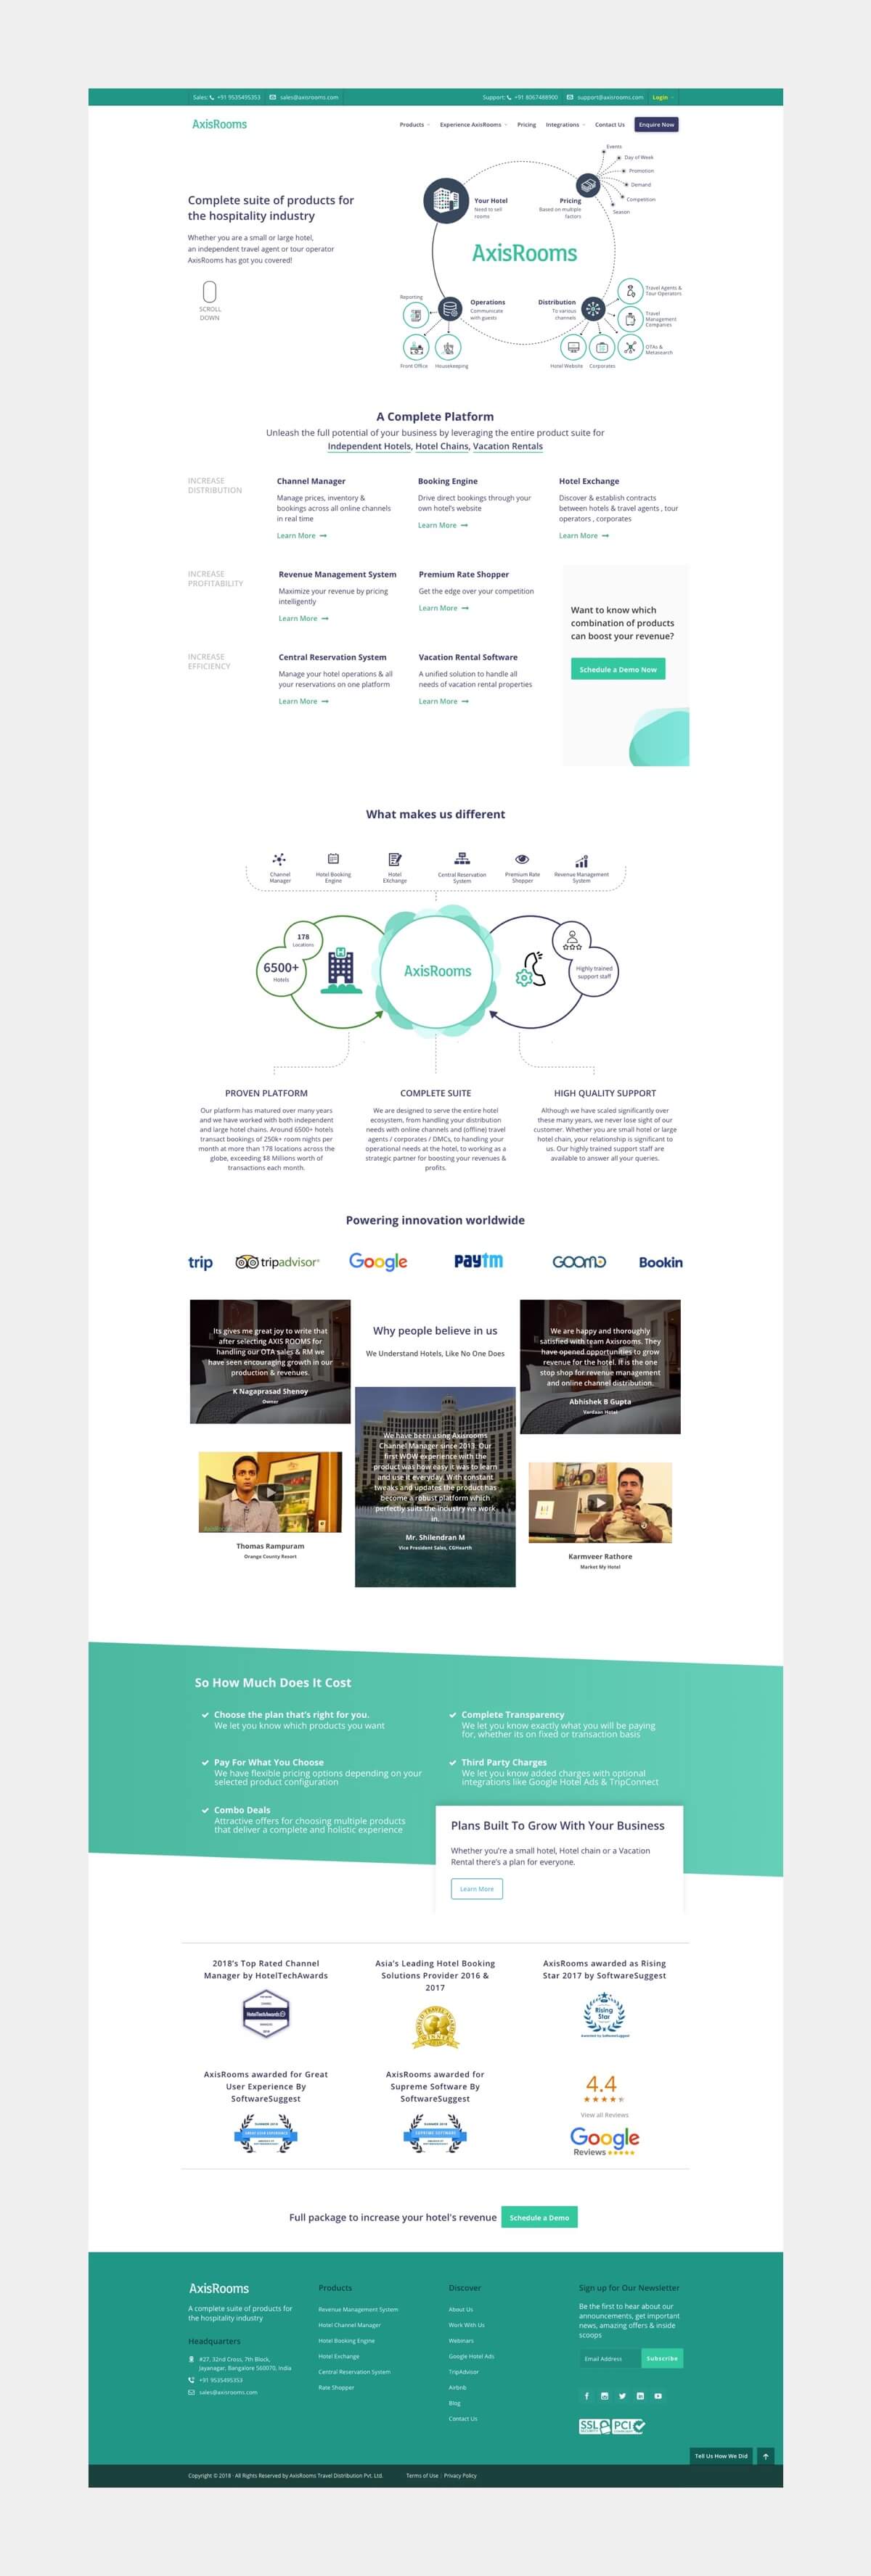 Sales: +91 9535495353 sales@axisrooms.com Support: +91 8067488900 support@axisrooms.com Login
AxisRooms
Products Experience AxisRooms Pricing Integrations Contact Us Enquire Now
Complete suite of products for
the hospitality industry
Whether you are a small or large hotel,
an independent travel agent or tour operator
AxisRooms has got you covered!
SCROLL
DOWN
Events
Day of Week
Promotion
Demand
Competition
Season
Your Hotel
Need to sell
rooms
Pricing
Based on multiple
factors
AxisRooms
Reporting
Operations
Communicate
with guests
Distribution
To various
channels
Travel Agents &
Tour Operators
Travel
Management
Companies
OTAs &
Metasearch
Front Office Housekeeping
Hotel Website Corporates
A Complete Platform
Unleash the full potential of your business by leveraging the entire product suite for
Independent Hotels, Hotel Chains, Vacation Rentals
INCREASE
DISTRIBUTION
Channel Manager
Manage prices, inventory &
bookings across all online channels
in real time
Learn More
Booking Engine
Drive direct bookings through your
own hotel's website
Learn More
Hotel Exchange
Discover & establish contracts
between hotels & travel agents , tour
operators , corporates
Learn More
INCREASE
PROFITABILITY
Revenue Management System
Maximize your revenue by pricing
intelligently
Learn More
Premium Rate Shopper
Get the edge over your competition
Learn More
Want to know which
combination of products
can boost your revenue?
Schedule a Demo Now
INCREASE
EFFICIENCY
Central Reservation System
Manage your hotel operations & all
your reservations on one platform
Learn More
Vacation Rental Software
A unified solution to handle all
needs of vacation rental properties
Learn More
What makes us different
Channel
Manager
Hotel Booking
Engine
Hotel
EXchange
Central Reservation
System
Premium Rate
Shopper
Revenue Management
System
178
Locations
6500+
Hotels
H
AxisRooms
Highly trained
support staff
PROVEN PLATFORM
Our platform has matured over many years
and we have worked with both independent
and large hotel chains. Around 6500+ hotels
transact bookings of 250k+ room nights per
month at more than 178 locations across the
globe, exceeding $8 Millions worth of
transactions each month.
COMPLETE SUITE
We are designed to serve the entire hotel
ecosystem, from handling your distribution
needs with online channels and (offline) travel
agents / corporates / DMCs, to handling your
operational needs at the hotel, to working as a
strategic partner for boosting your revenues &
profits.
HIGH QUALITY SUPPORT
Although we have scaled significantly over
these many years, we never lose sight of our
customer. Whether you are small hotel or large
hotel chain, your relationship is significant to
us. Our highly trained support staff are
available to answer all your queries.
Powering innovation worldwide
trip tripadvisor Google paytm GOOMO Bookin
Its gives me great joy to write that
after selecting AXIS ROOMS for
handling our OTA sales & RM we
have seen encouraging growth in our
production & revenues.
K Nagaprasad Shenoy
Owner
Why people believe in us
We Understand Hotels, Like No One Does
We are happy and thoroughly
satisfied with team Axisrooms. They
have opened opportunities to grow
revenue for the hotel. It is the one
stop shop for revenue management
and online channel distribution.
Abhishek B Gupta
Verdaan Hotel
We have been using Axisrooms
Channel Manager since 2013. Our
first WOW experience with the
product was how easy it was to learn
and use it everyday. With constant
tweaks and updates the product has
become a robust platform which
perfectly suits the industry we work
in.
Mr. Shilendran M
Vice President Sales, CGHearth
Thomas Rampuram
Orange County Resort
Karmveer Rathore
Market My Hotel
So How Much Does It Cost
Choose the plan that's right for you.
We let you know which products you want
Complete Transparency
We let you know exactly what you will be paying
for, whether its on fixed or transaction basis
Pay For What You Choose
We have flexible pricing options depending on your
selected product configuration
Third Party Charges
We let you know added charges with optional
integrations like Google Hotel Ads & TripConnect
Combo Deals
Attractive offers for choosing multiple products
that deliver a complete and holistic experience
Plans Built To Grow With Your Business
Whether you're a small hotel, Hotel chain or a Vacation
Rental there's a plan for everyone.
Learn More
2018's Top Rated Channel
Manager by HotelTechAwards
HotelTechAwards
Asia's Leading Hotel Booking
Solutions Provider 2016 &
2017
WINNER
AxisRooms awarded as Rising
Star 2017 by SoftwareSuggest
Rising
Star
Awarded by SoftwareSuggest
AxisRooms awarded for Great
User Experience By
SoftwareSuggest
SUMMER 2018
GREAT USER EXPERIENCE
AxisRooms awarded for
Supreme Software By
SoftwareSuggest
SUMMER 2018
SUPREME SOFTWARE
4.4
View all Reviews
Google
Reviews
Full package to increase your hotel's revenue Schedule a Demo
AxisRooms
A complete suite of products for
the hospitality industry
Headquarters
#27, 32nd Cross, 7th Block,
Jayanagar, Bangalore 560070, India
+91 9535495353
sales@axisrooms.com
Products
Revenue Management System
Hotel Channel Manager
Hotel Booking Engine
Hotel Exchange
Central Reservation System
Rate Shopper
Discover
About Us
Work With Us
Webinars
Google Hotel Ads
TripAdvisor
Airbnb
Blog
Contact Us
Sign up for Our Newsletter
Be the first to hear about our
announcements, get important
news, amazing offers & inside
scoops
Email Address Subscribe
SSL PCI
Tell Us How We Did
Copyright © 2018 · All Rights Reserved by AxisRooms Travel Distribution Pvt. Ltd. Terms of Use | Privacy Policy